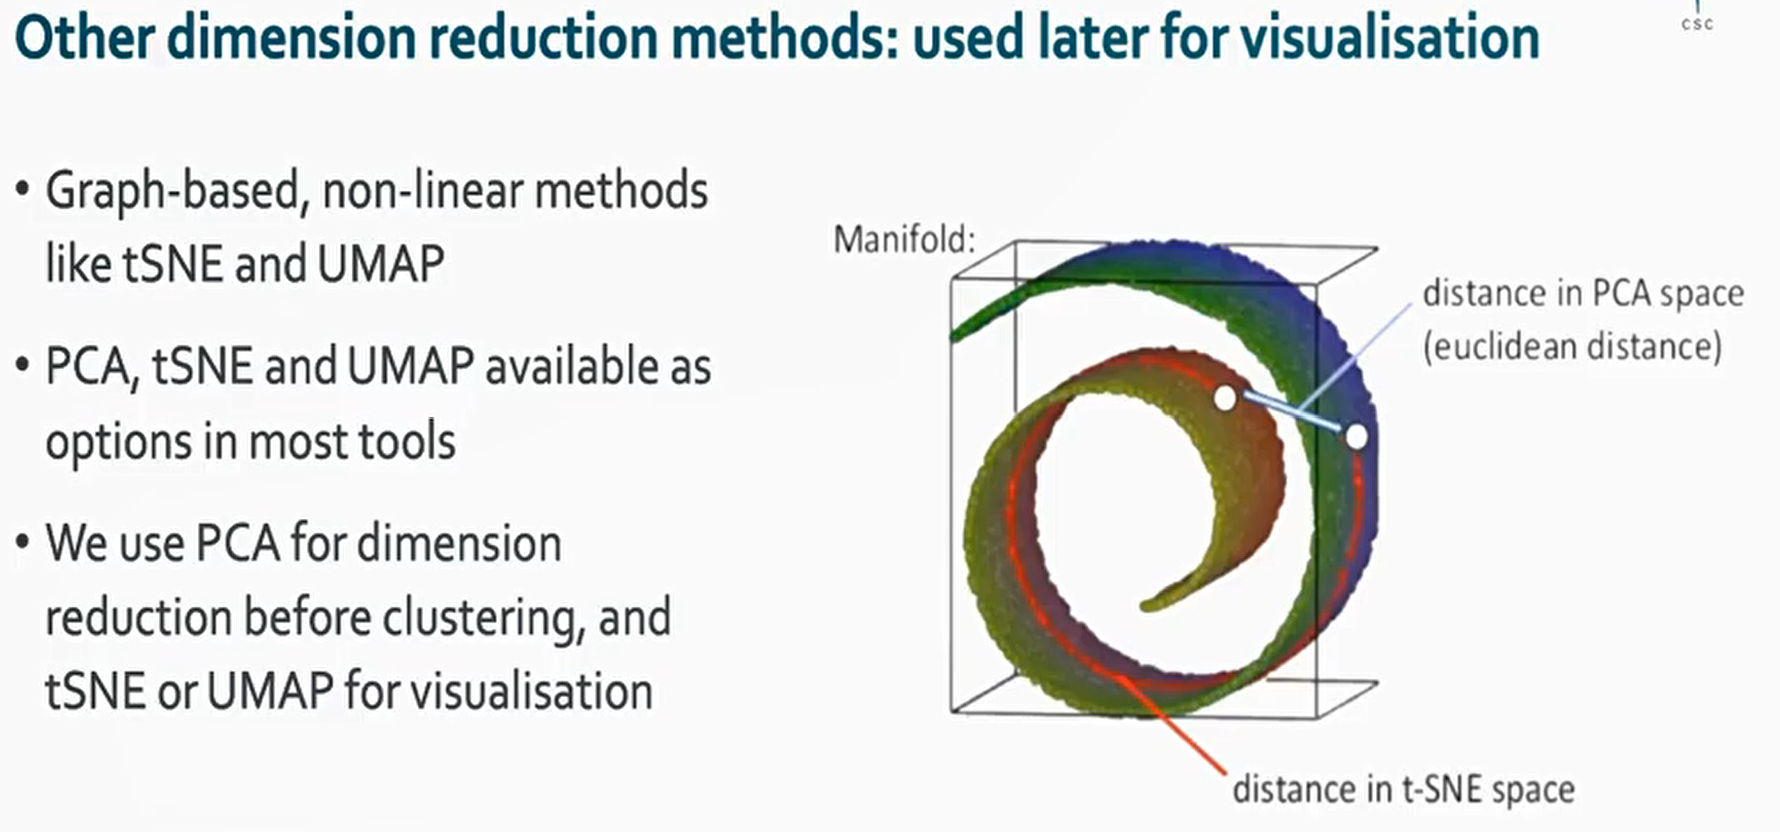 Other dimension reduction methods: used later for visualisation
csc
• Graph-based, non-linear methods
like tSNE and UMAP
• PCA, tSNE and UMAP available as
options in most tools
• We use PCA for dimension
reduction before clustering, and
tSNE or UMAP for visualisation
Manifold:
distance in PCA space
(euclidean distance)
distance in t-SNE space